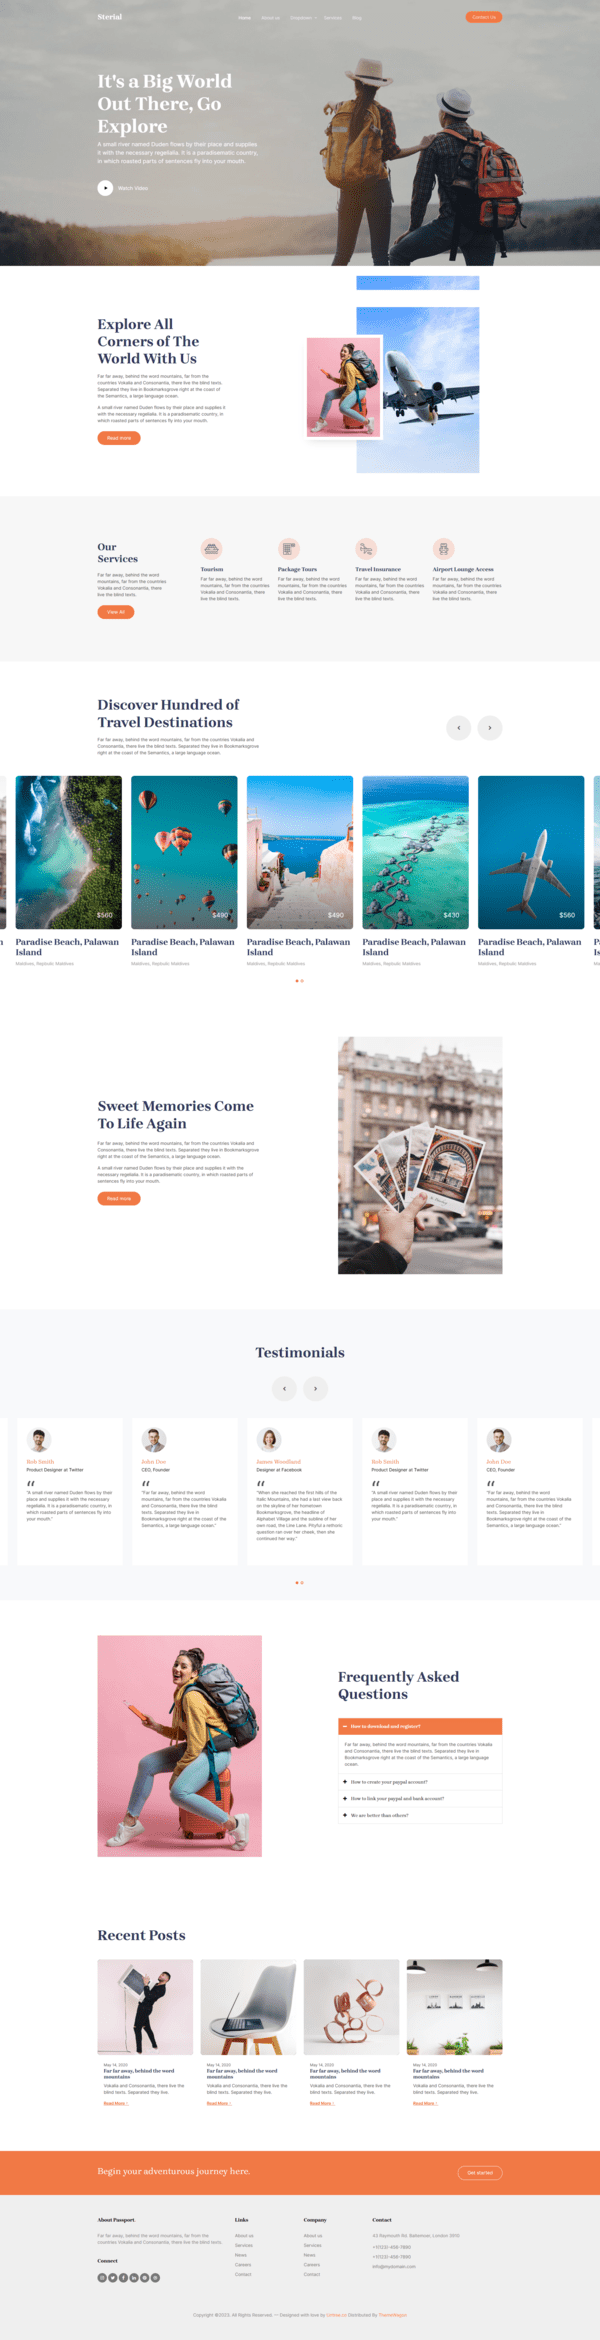 Sterial
Home About us Dropdown Services Blog
Contact Us
It's a Big World
Out There, Go
Explore
A small river named Duden flows by their place and supplies
it with the necessary regelialia. It is a paradisematic country,
in which roasted parts of sentences fly into your mouth.
Watch Video
Explore All
Corners of The
World With Us
Far far away, behind the word mountains, far from the
countries Vokalia and Consonantia, there live the blind texts.
Separated they live in Bookmarksgrove right at the coast of
the Semantics, a large language ocean.
A small river named Duden flows by their place and supplies it
with the necessary regelialia. It is a paradisematic country, in
which roasted parts of sentences fly into your mouth.
Read more
Our
Services
Far far away, behind the word
mountains, far from the countries
Vokalia and Consonantia, there
live the blind texts.
View All
Tourism
Far far away, behind the word
mountains, far from the countries
Vokalia and Consonantia, there
live the blind texts.
Package Tours
Far far away, behind the word
mountains, far from the countries
Vokalia and Consonantia, there
live the blind texts.
Travel Insurance
Far far away, behind the word
mountains, far from the countries
Vokalia and Consonantia, there
live the blind texts.
Airport Lounge Access
Far far away, behind the word
mountains, far from the countries
Vokalia and Consonantia, there
live the blind texts.
Discover Hundred of
Travel Destinations
Far far away, behind the word mountains, far from the countries Vokalia and
Consonantia, there live the blind texts. Separated they live in Bookmarksgrove
right at the coast of the Semantics, a large language ocean.
$560
Paradise Beach, Palawan
Island
Maldives, Repbulic Maldives
$490
Paradise Beach, Palawan
Island
Maldives, Repbulic Maldives
$490
Paradise Beach, Palawan
Island
Maldives, Repbulic Maldives
$430
Paradise Beach, Palawan
Island
Maldives, Repbulic Maldives
$560
Paradise Beach, Palawan
Island
Maldives, Repbulic Maldives
Sweet Memories Come
To Life Again
Far far away, behind the word mountains, far from the countries Vokalia and
Consonantia, there live the blind texts. Separated they live in Bookmarksgrove
right at the coast of the Semantics, a large language ocean.
A small river named Duden flows by their place and supplies it with the
necessary regelialia. It is a paradisematic country, in which roasted parts of
sentences fly into your mouth.
Read more
Testimonials
Rob Smith
Product Designer at Twitter
"A small river named Duden flows by their
place and supplies it with the necessary
regelialia. It is a paradisematic country, in
which roasted parts of sentences fly into
your mouth."
John Doe
CEO, Founder
"Far far away, behind the word
mountains, far from the countries Vokalia
and Consonantia, there live the blind
texts. Separated they live in
Bookmarksgrove right at the coast of the
Semantics, a large language ocean."
James Woodland
Designer at Facebook
"When she reached the first hills of the
Italic Mountains, she had a last view back
on the skyline of her hometown
Bookmarksgrove, the headline of
Alphabet Village and the subline of her
own road, the Line Lane. Pityful a rethoric
question ran over her cheek, then she
continued her way."
Rob Smith
Product Designer at Twitter
"A small river named Duden flows by their
place and supplies it with the necessary
regelialia. It is a paradisematic country, in
which roasted parts of sentences fly into
your mouth."
John Doe
CEO, Founder
"Far far away, behind the word
mountains, far from the countries Vokalia
and Consonantia, there live the blind
texts. Separated they live in
Bookmarksgrove right at the coast of the
Semantics, a large language ocean."
Frequently Asked
Questions
How to download and register?
Far far away, behind the word mountains, far from the countries Vokalia
and Consonantia, there live the blind texts. Separated they live in
Bookmarksgrove right at the coast of the Semantics, a large language
ocean.
How to create your paypal account?
How to link your paypal and bank account?
We are better than others?
Recent Posts
May 14, 2020
Far far away, behind the word
mountains
Vokalia and Consonantia, there live the
blind texts. Separated they live.
Read More
May 14, 2020
Far far away, behind the word
mountains
Vokalia and Consonantia, there live the
blind texts. Separated they live.
Read More
May 14, 2020
Far far away, behind the word
mountains
Vokalia and Consonantia, there live the
blind texts. Separated they live.
Read More
May 14, 2020
Far far away, behind the word
mountains
Vokalia and Consonantia, there live the
blind texts. Separated they live.
Read More
Begin your adventurous journey here.
Get started
About Passport.
Far far away, behind the word mountains, far from the
countries Vokalia and Consonantia, there live the blind texts.
Connect
Links
About us
Services
News
Careers
Contact
Company
About us
Services
News
Careers
Contact
Contact
43 Raymouth Rd. Baltemoer, London 3910
+1(123)-456-7890
+1(123)-456-7890
info@mydomain.com
Copyright ©2023. All Rights Reserved. — Designed with love by Untree.co Distributed By ThemeWagon